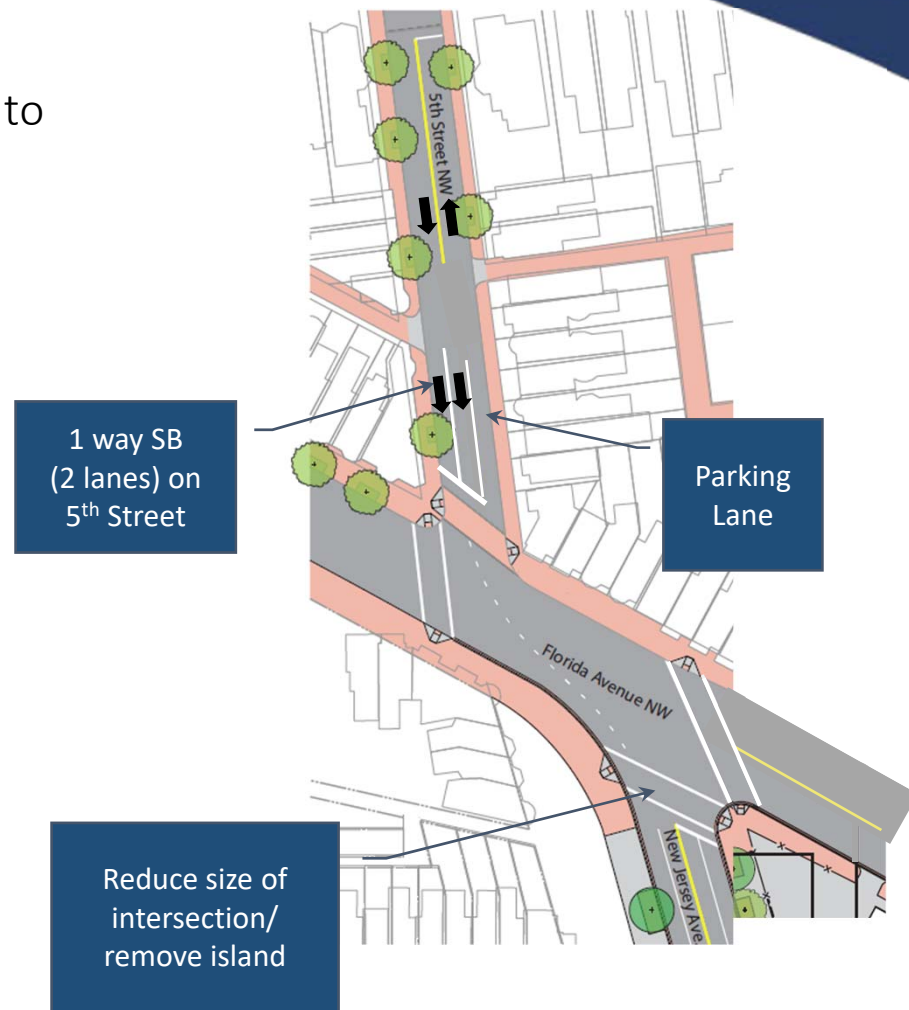 to
5th Street NW
1 way SB
(2 lanes) on
5th Street
Parking
Lane
Florida Avenue NW
Reduce size of
intersection/
remove island
New Jersey Ave